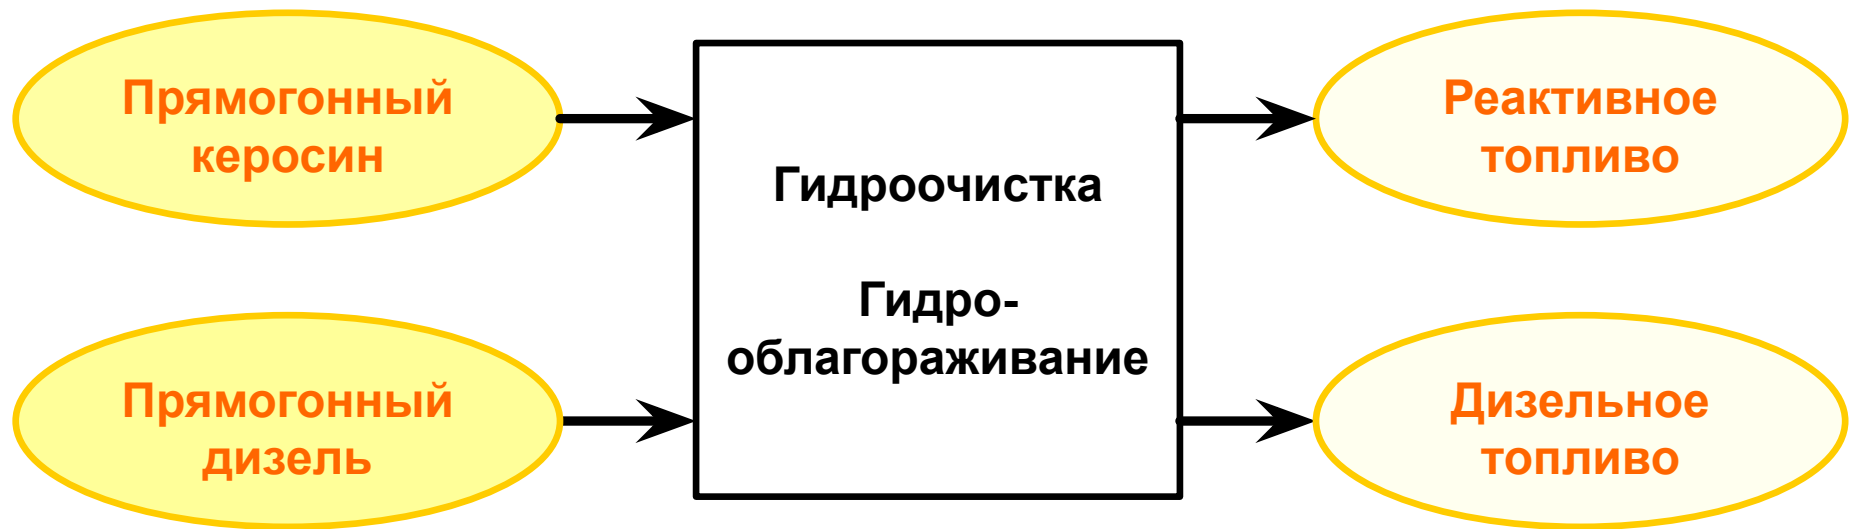 Прямогонный
керосин
Прямогонный
дизель
Гидроочистка
Гидро-
облагораживание
Реактивное
топливо
Дизельное
топливо